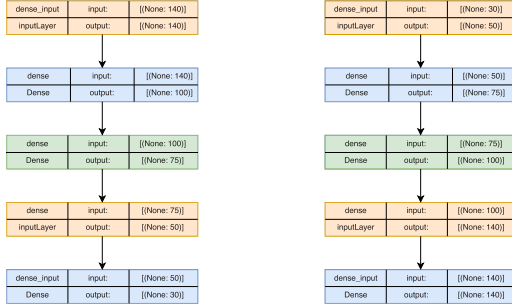 dense_input input: [(None: 140)]
inputLayer output: [(None: 140)]
dense input: [(None: 140)]
Dense output: [(None: 100)]
dense input: [(None: 100)]
Dense output: [(None: 75)]
dense input: [(None: 75)]
inputLayer output: [(None: 50)]
dense_input input: [(None: 50)]
Dense output: [(None: 30)]
dense_input input: [(None: 30)]
inputLayer output: [(None: 50)]
dense input: [(None: 50)]
Dense output: [(None: 75)]
dense input: [(None: 75)]
Dense output: [(None: 100)]
dense input: [(None: 100)]
inputLayer output: [(None: 140)]
dense_input input: [(None: 140)]
Dense output: [(None: 140)]